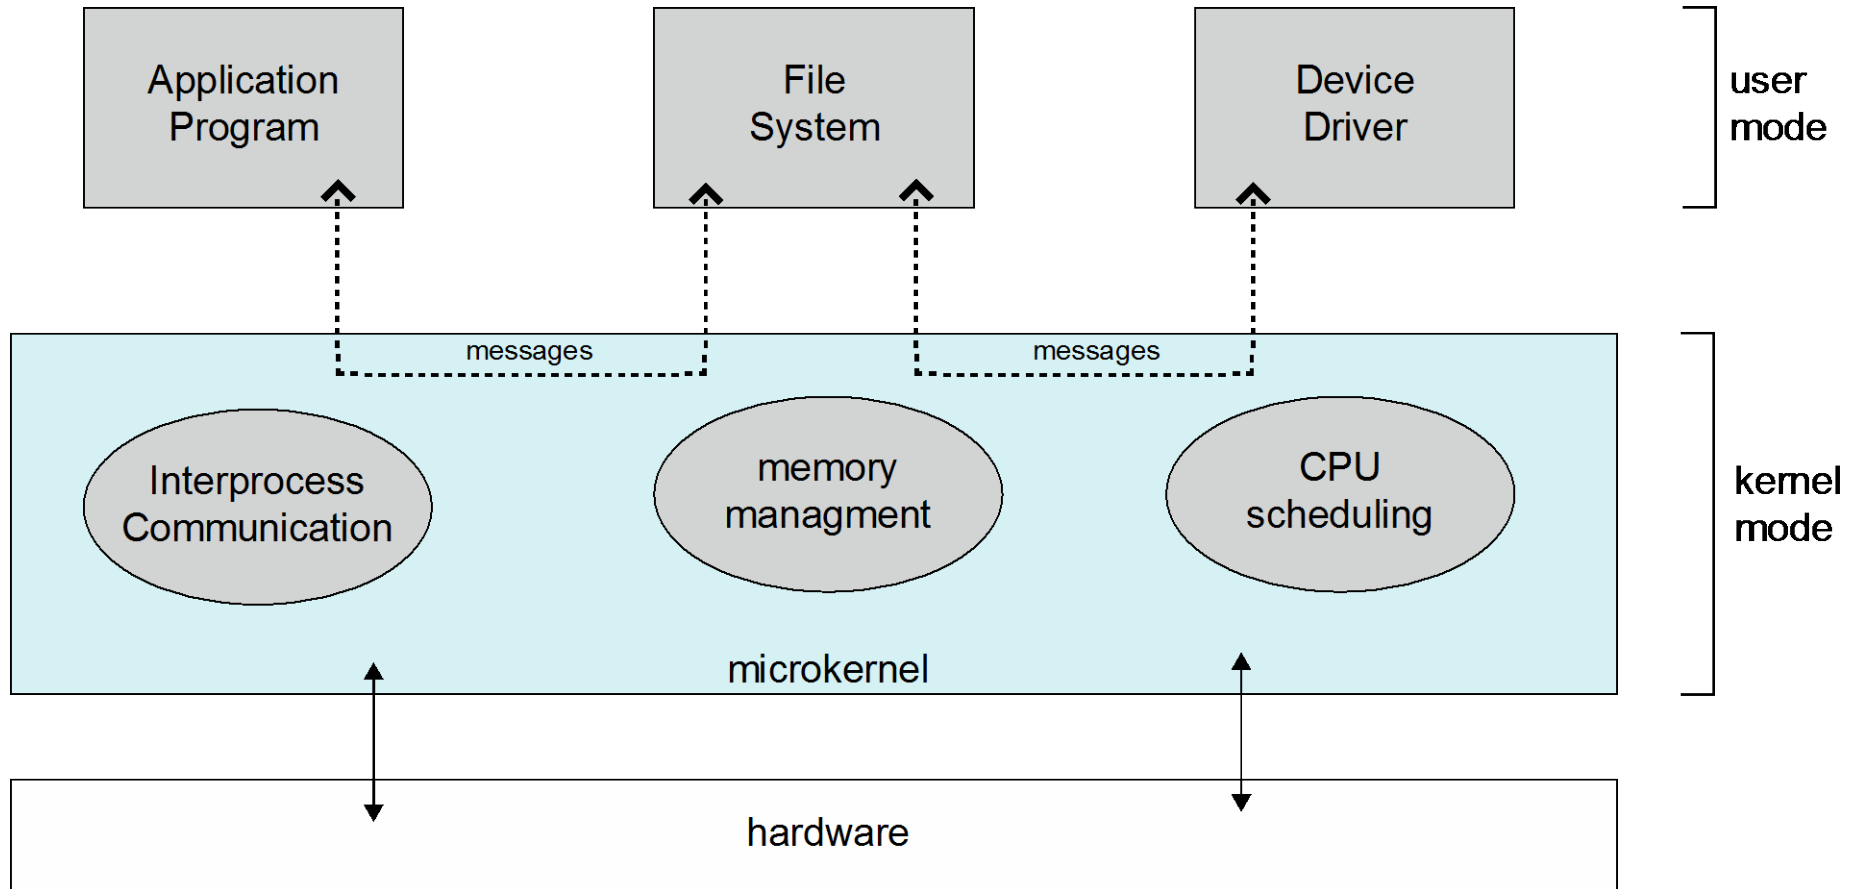 Application
Program
File
System
Device
Driver
user
mode
messages
messages
Interprocess
Communication
memory
managment
CPU
scheduling
kernel
mode
microkernel
hardware